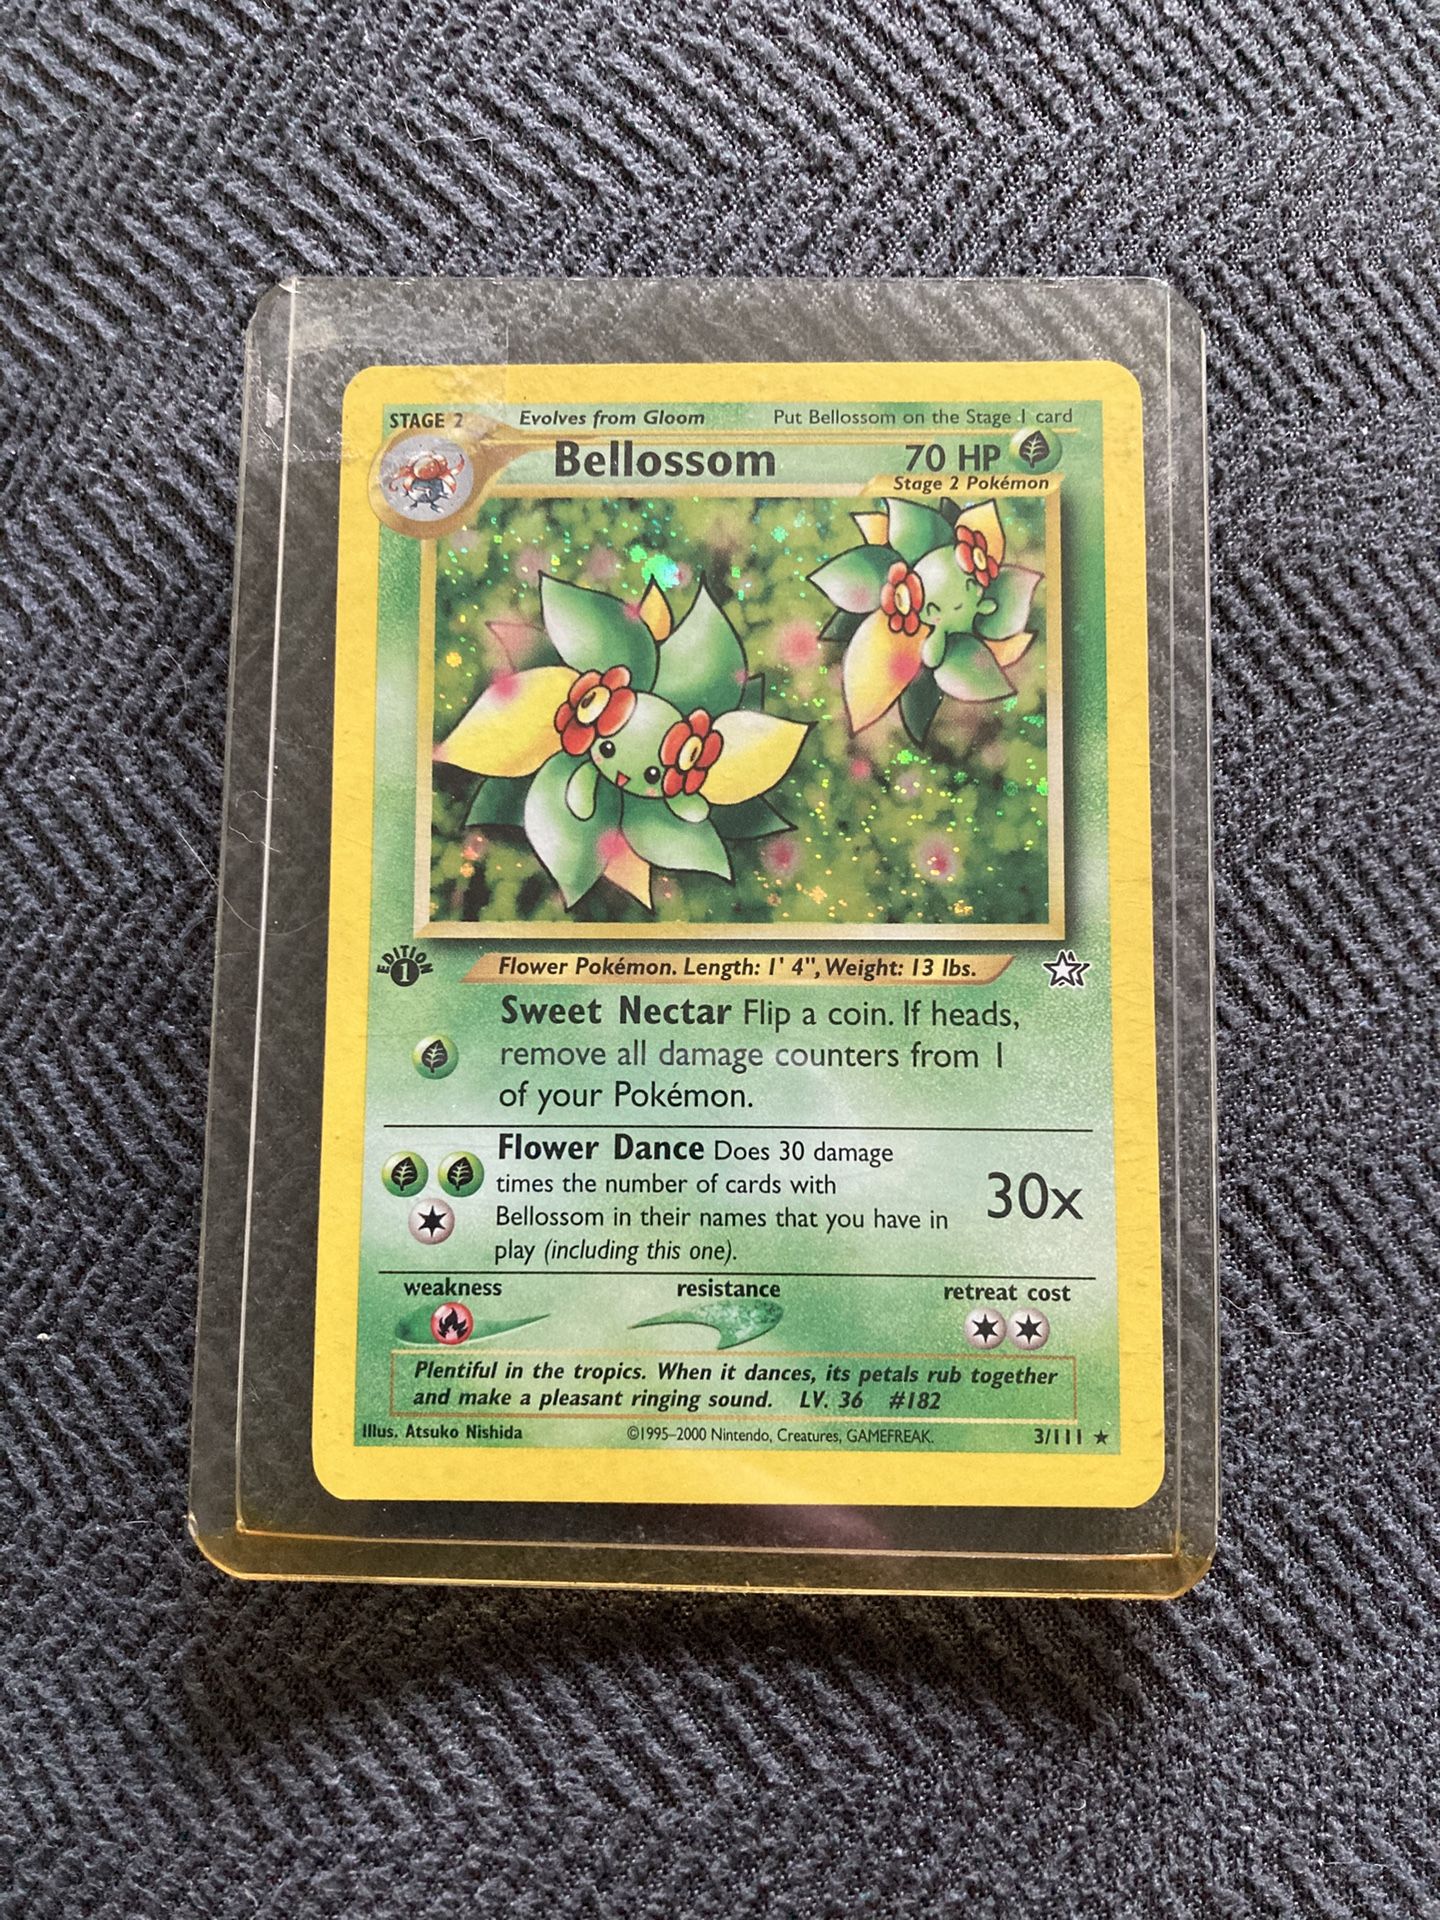 STAGE 2 Evolves from Gloom Put Bellossom on the Stage 1 card
Bellossom 70 HP
Stage 2 Pokémon
EDITION
1
Flower Pokémon. Length: 1' 4", Weight: 13 lbs.
Sweet Nectar Flip a coin. If heads,
remove all damage counters from 1
of your Pokémon.
Flower Dance Does 30 damage
times the number of cards with
Bellossom in their names that you have in
play (including this one).
30x
weakness resistance retreat cost
Plentiful in the tropics. When it dances, its petals rub together
and make a pleasant ringing sound. LV. 36 #182
Illus. Atsuko Nishida ©1995–2000 Nintendo, Creatures, GAMEFREAK. 3/111 ★